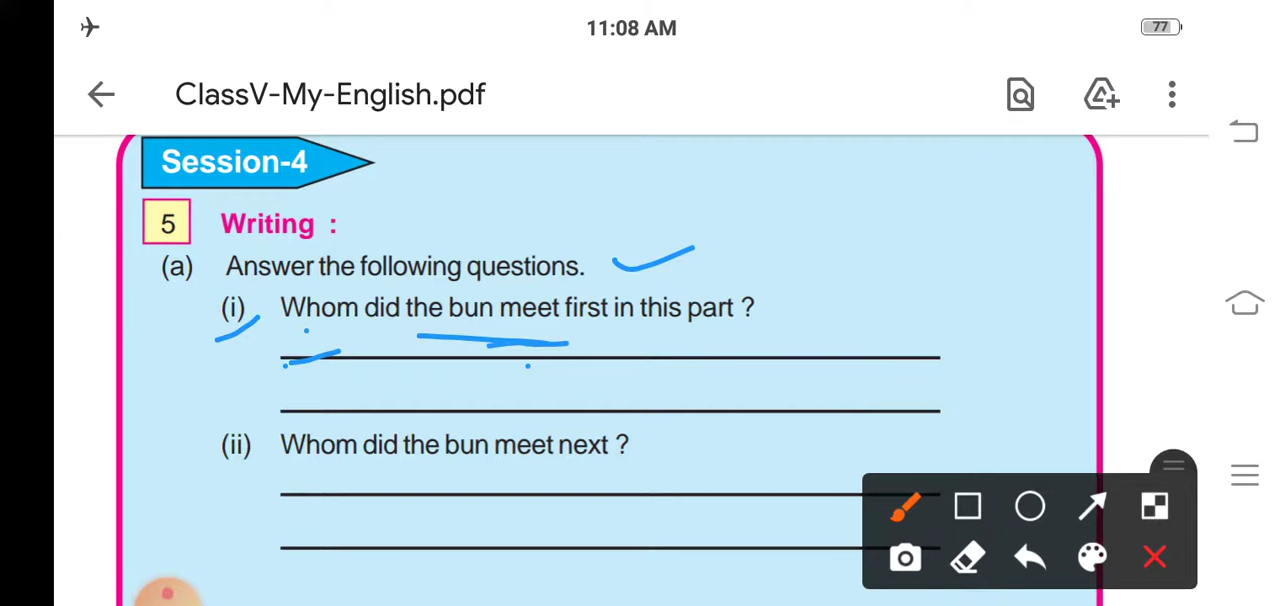 11:08 AM
77
ClassV-My-English.pdf
Session-4
5 Writing :
(a) Answer the following questions.
(i) Whom did the bun meet first in this part ?
(ii) Whom did the bun meet next ?